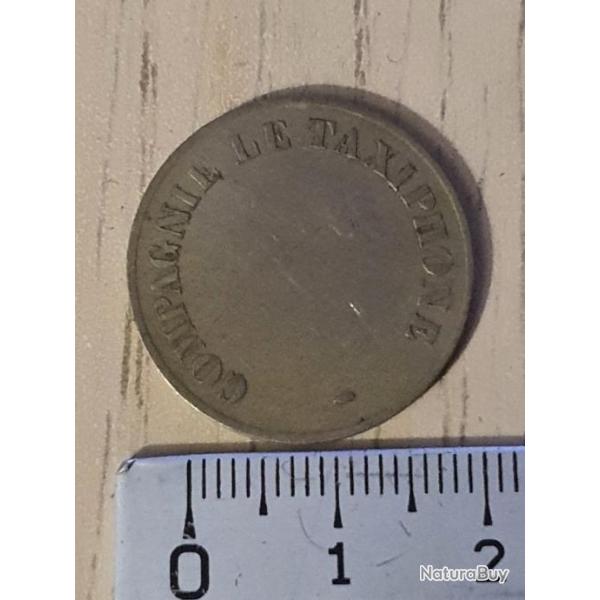 COMPAGNIE LE TAXIPHONE
0 1 2
NaturaBuy